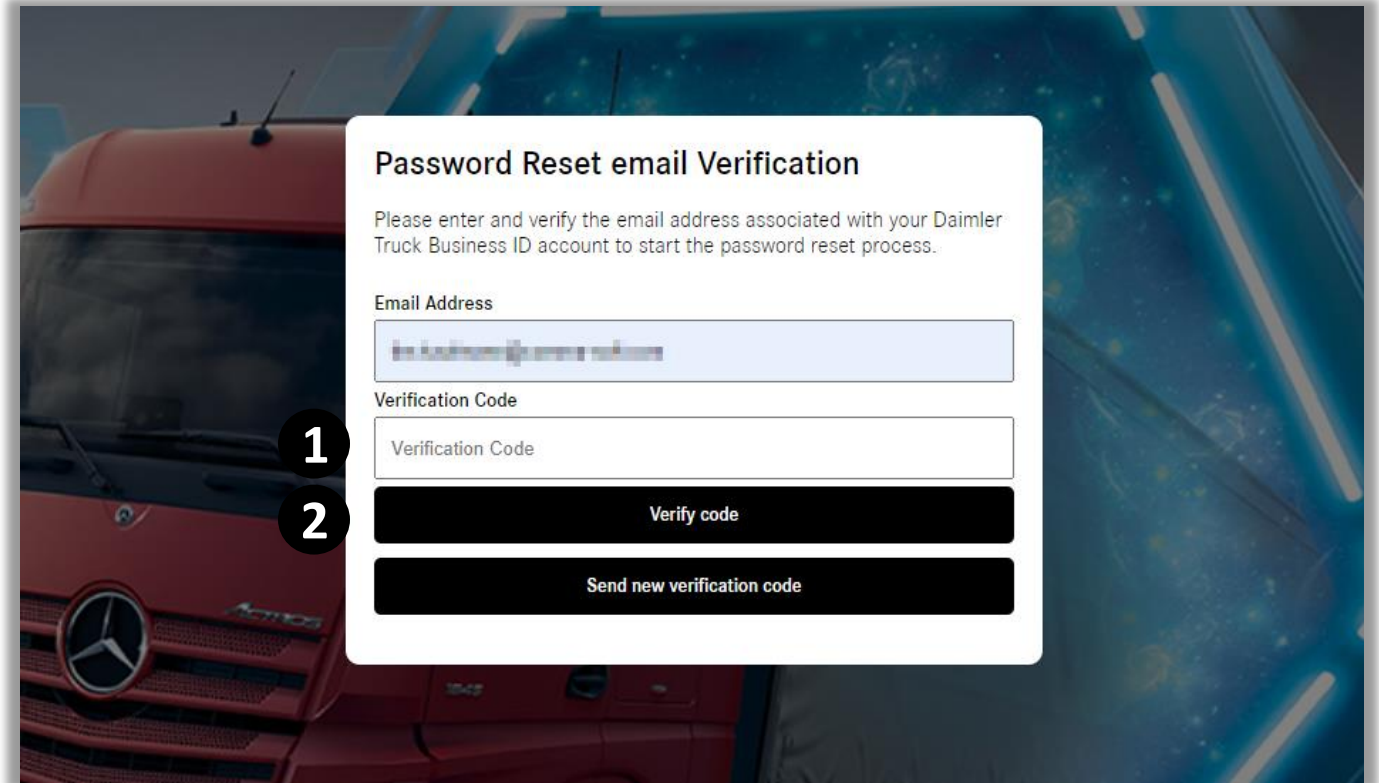 Password Reset email Verification
Please enter and verify the email address associated with your Daimler
Truck Business ID account to start the password reset process.
Email Address
Verification Code
1
Verification Code
2
Verify code
Send new verification code
ACTROS
1845